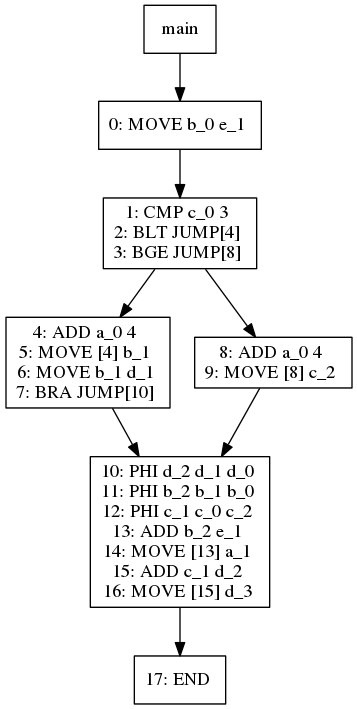 main
0: MOVE b_0 e_1
1: CMP c_0 3
2: BLT JUMP[4]
3: BGE JUMP[8]
4: ADD a_0 4
5: MOVE [4] b_1
6: MOVE b_1 d_1
7: BRA JUMP[10]
8: ADD a_0 4
9: MOVE [8] c_2
10: PHI d_2 d_1 d_0
11: PHI b_2 b_1 b_0
12: PHI c_1 c_0 c_2
13: ADD b_2 e_1
14: MOVE [13] a_1
15: ADD c_1 d_2
16: MOVE [15] d_3
17: END